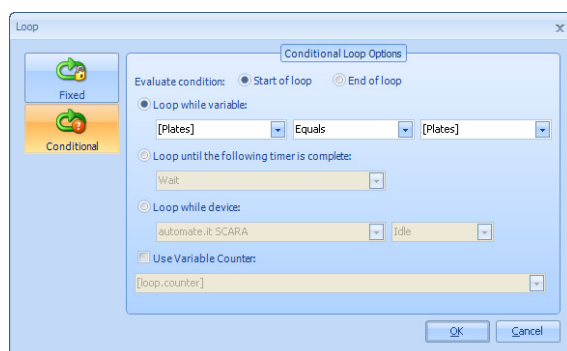 Loop
Conditional Loop Options
Fixed
Conditional
Evaluate condition: Start of loop End of loop
Loop while variable:
[Plates] Equals [Plates]
Loop until the following timer is complete:
Wait
Loop while device:
automate.it SCARA Idle
Use Variable Counter:
[loop.counter]
OK Cancel